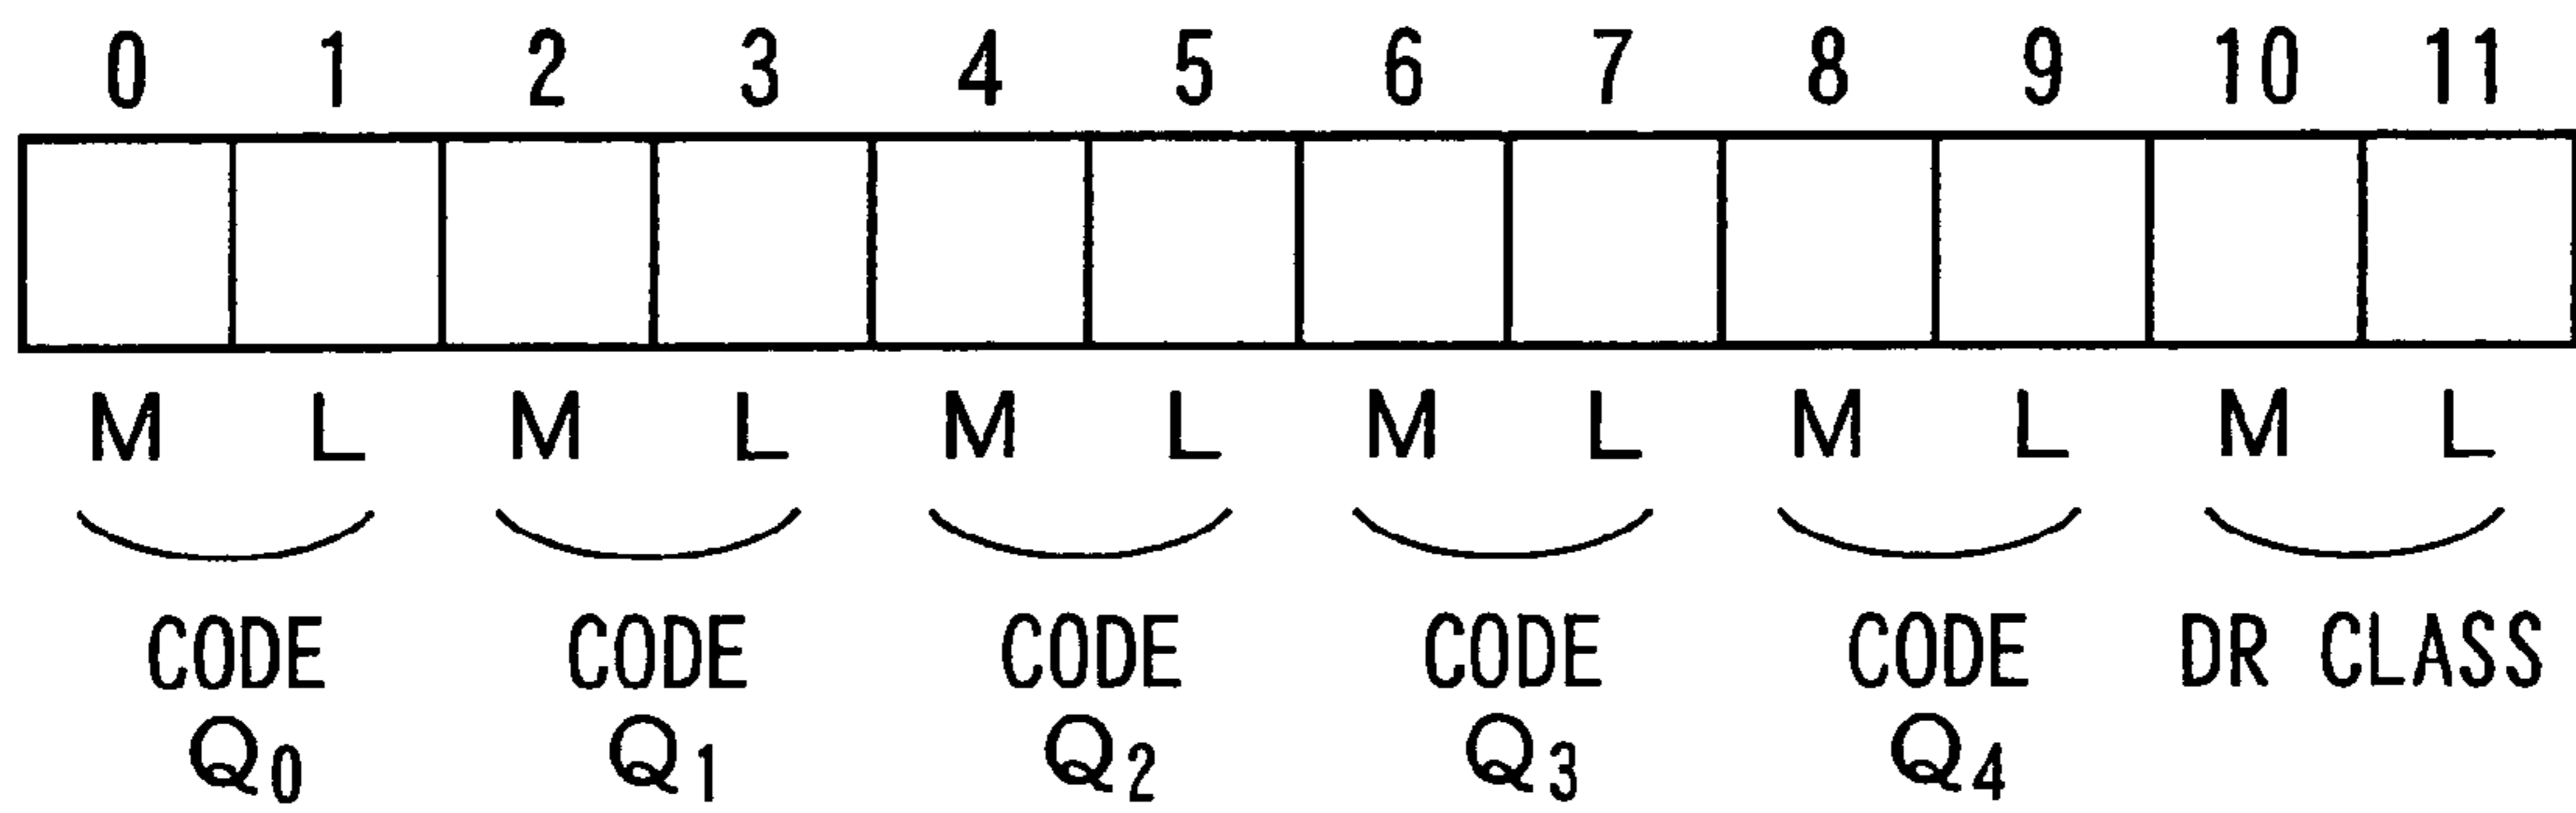 0 1 2 3 4 5 6 7 8 9 10 11
M L M L M L M L M L M L
CODE CODE CODE CODE CODE DR CLASS
Q₀ Q₁ Q₂ Q₃ Q₄